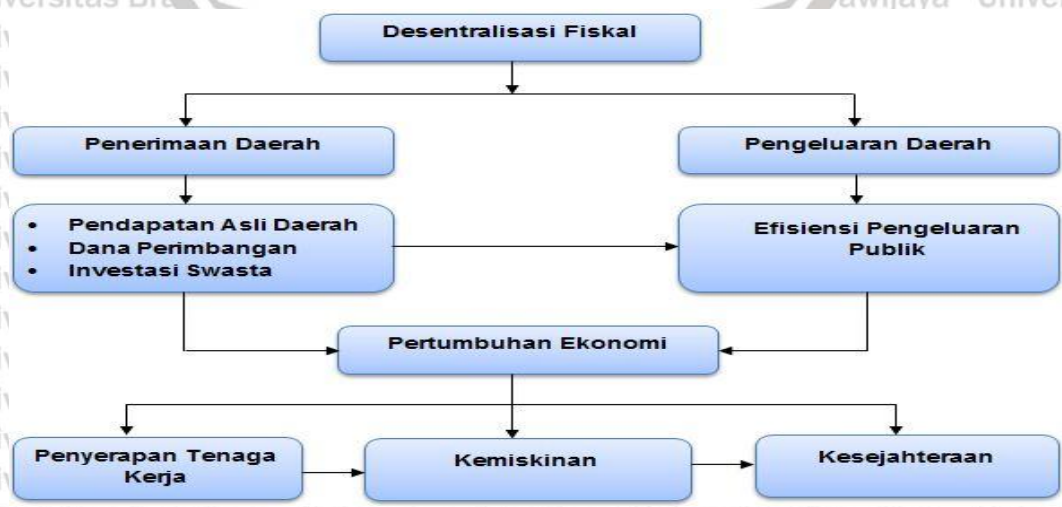 Desentralisasi Fiskal
Penerimaan Daerah
Pengeluaran Daerah
• Pendapatan Asli Daerah
• Dana Perimbangan
• Investasi Swasta
Efisiensi Pengeluaran
Publik
Pertumbuhan Ekonomi
Penyerapan Tenaga
Kerja
Kemiskinan
Kesejahteraan